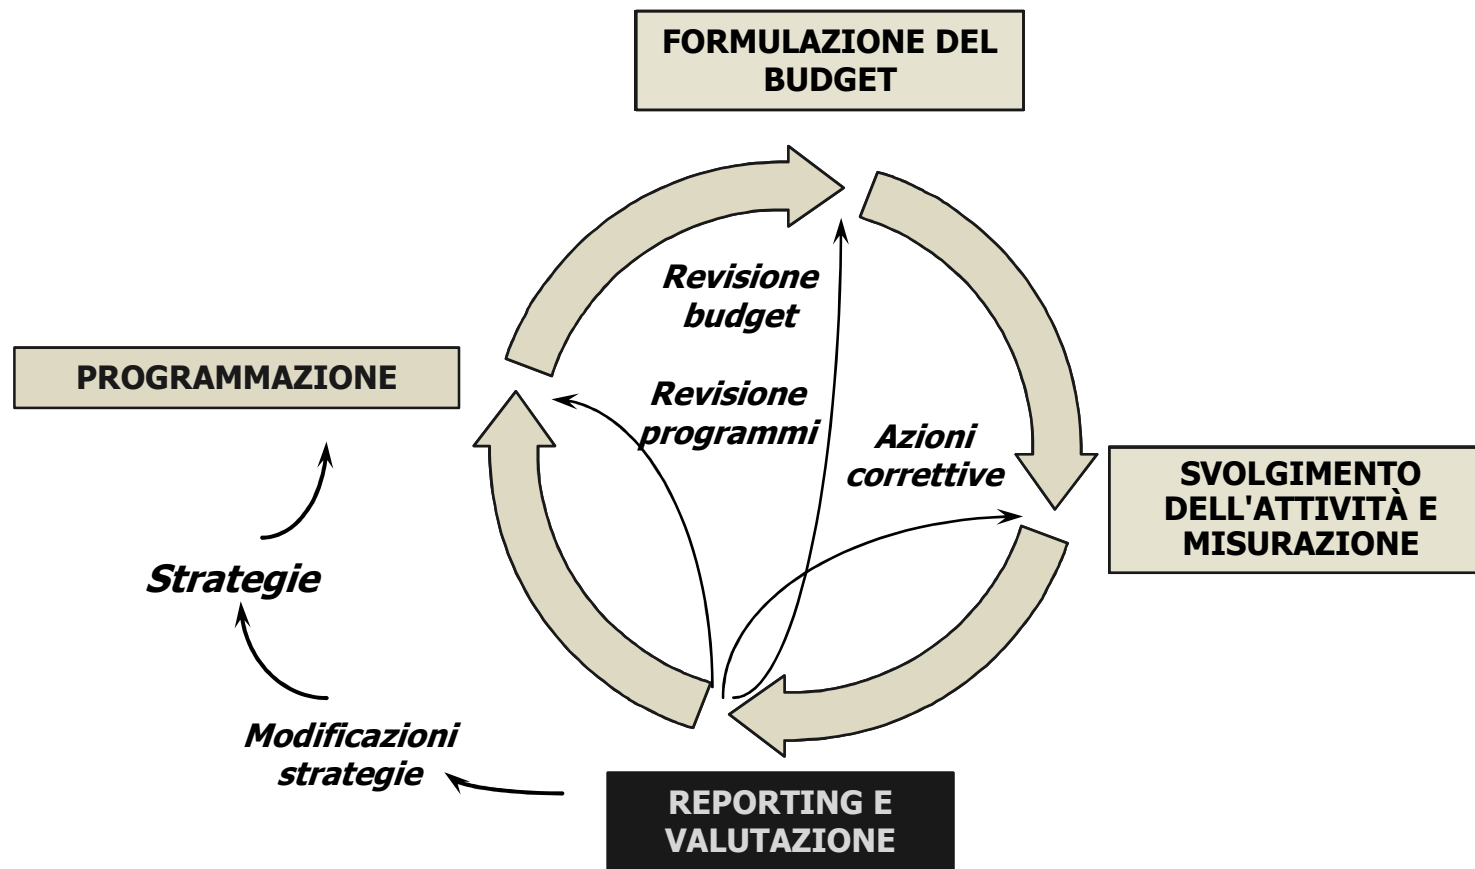 FORMULAZIONE DEL
BUDGET
Revisione
budget
PROGRAMMAZIONE
Revisione
programmi
Azioni
correttive
SVOLGIMENTO
DELL'ATTIVITÀ E
MISURAZIONE
Strategie
Modificazioni
strategie
REPORTING E
VALUTAZIONE